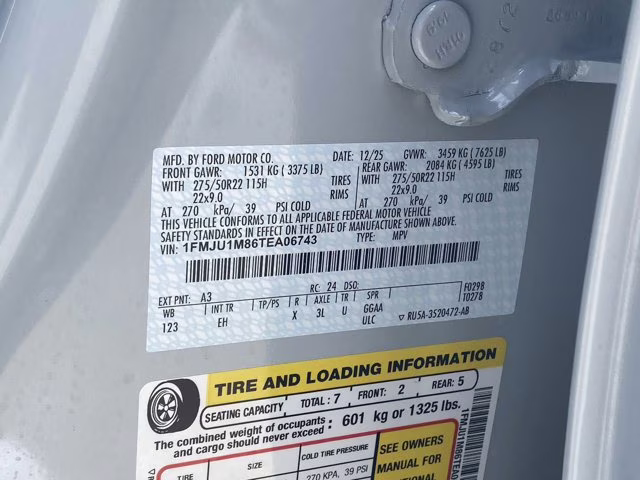 MFD. BY FORD MOTOR CO.
DATE: 12/25 GVWR: 3459 KG ( 7625 LB)
FRONT GAWR: 1531 KG ( 3375 LB) REAR GAWR: 2084 KG ( 4595 LB)
WITH 275/50R22 115H TIRES WITH 275/50R22 115H TIRES
22x9.0 RIMS 22x9.0 RIMS
AT 270 kPa/ 39 PSI COLD AT 270 kPa/ 39 PSI COLD
THIS VEHICLE CONFORMS TO ALL APPLICABLE FEDERAL MOTOR VEHICLE
SAFETY STANDARDS IN EFFECT ON THE DATE OF MANUFACTURE SHOWN ABOVE.
VIN: 1FMJU1M86TEA06743 TYPE: MPV
EXT PNT: A3 RC: 24 DSO: F0298
WB INT TR TP/PS R AXLE TR SPR T0278
123 EH X 3L U GGAA
ULC ▽ RU5A-3520472-AB
TIRE AND LOADING INFORMATION
SEATING CAPACITY TOTAL: 7 FRONT: 2 REAR: 5
The combined weight of occupants and cargo should never exceed: 601 kg or 1325 lbs.
TIRE SIZE COLD TIRE PRESSURE
SEE OWNERS
MANUAL FOR
270 KPA, 39 PSI